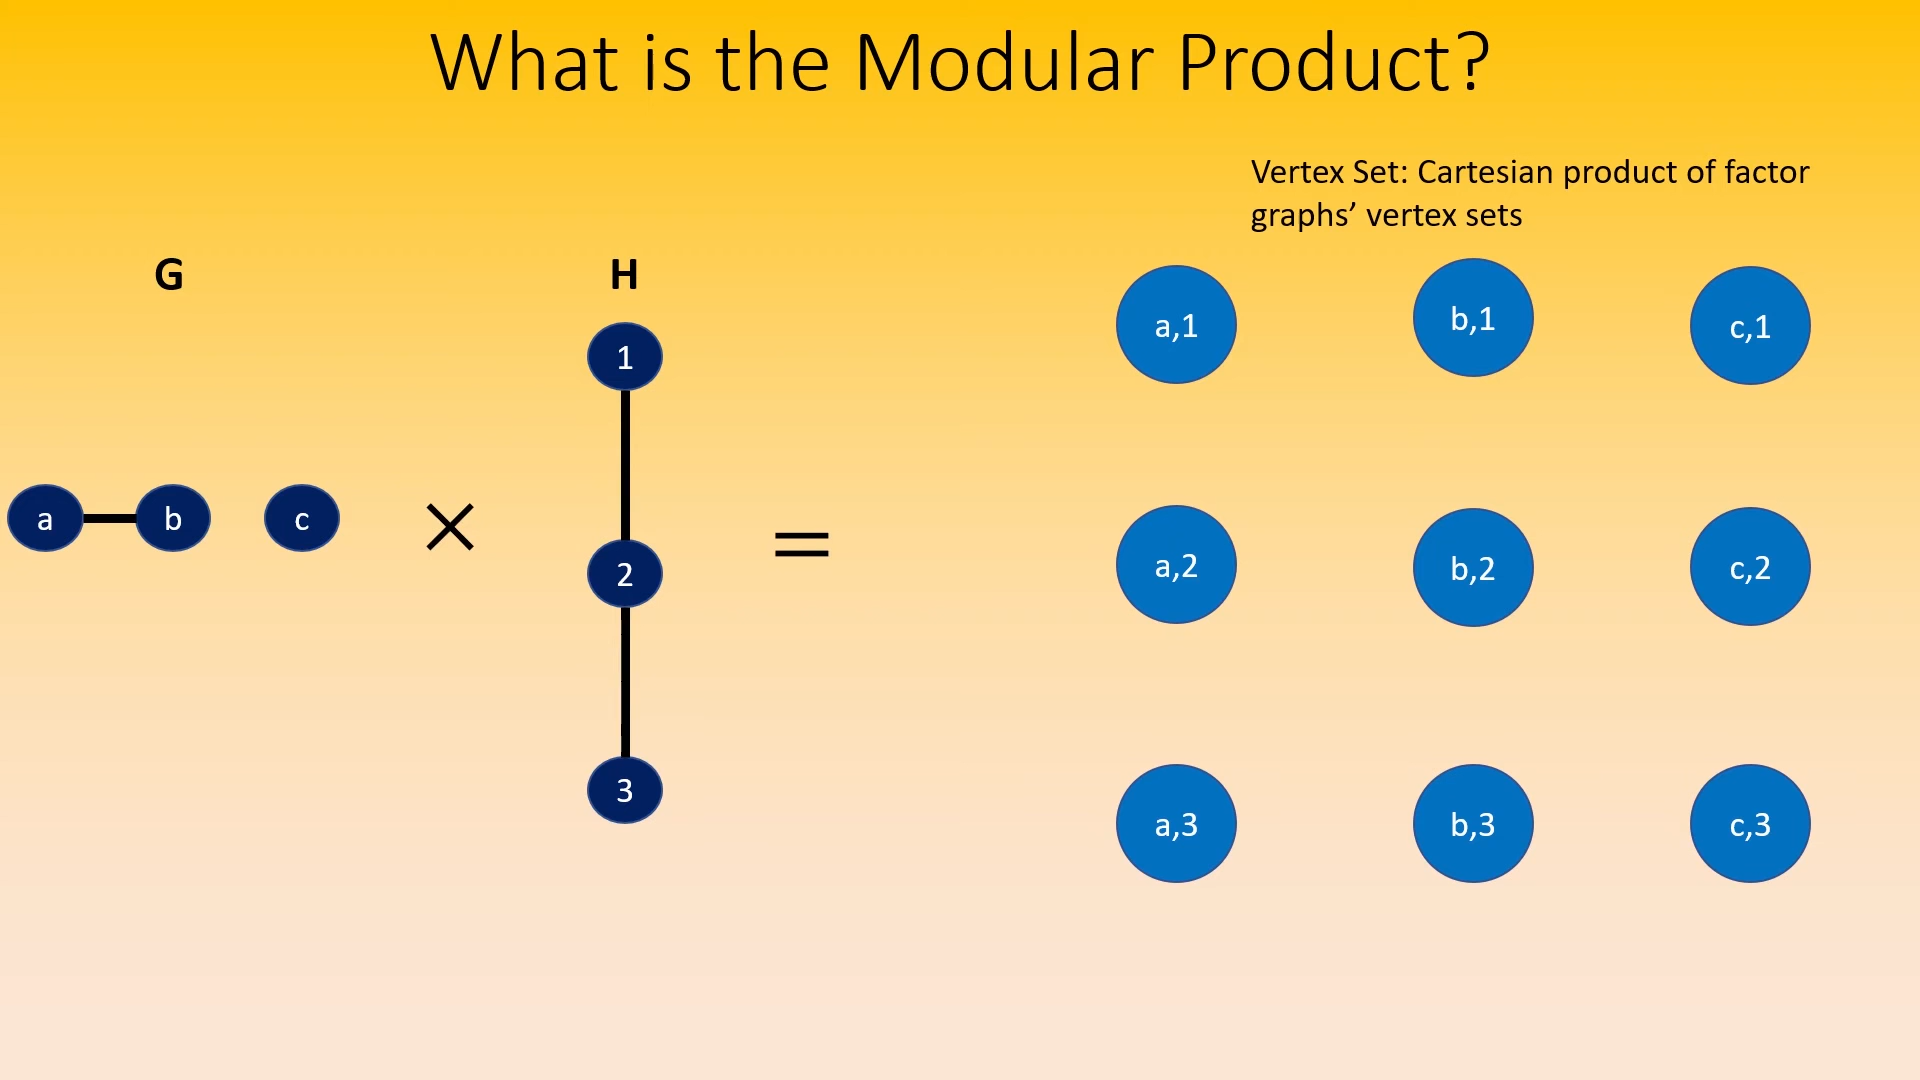 What is the Modular Product?
Vertex Set: Cartesian product of factor
graphs’ vertex sets
G
H
a
b
c
×
1
2
3
=
a,1
b,1
c,1
a,2
b,2
c,2
a,3
b,3
c,3